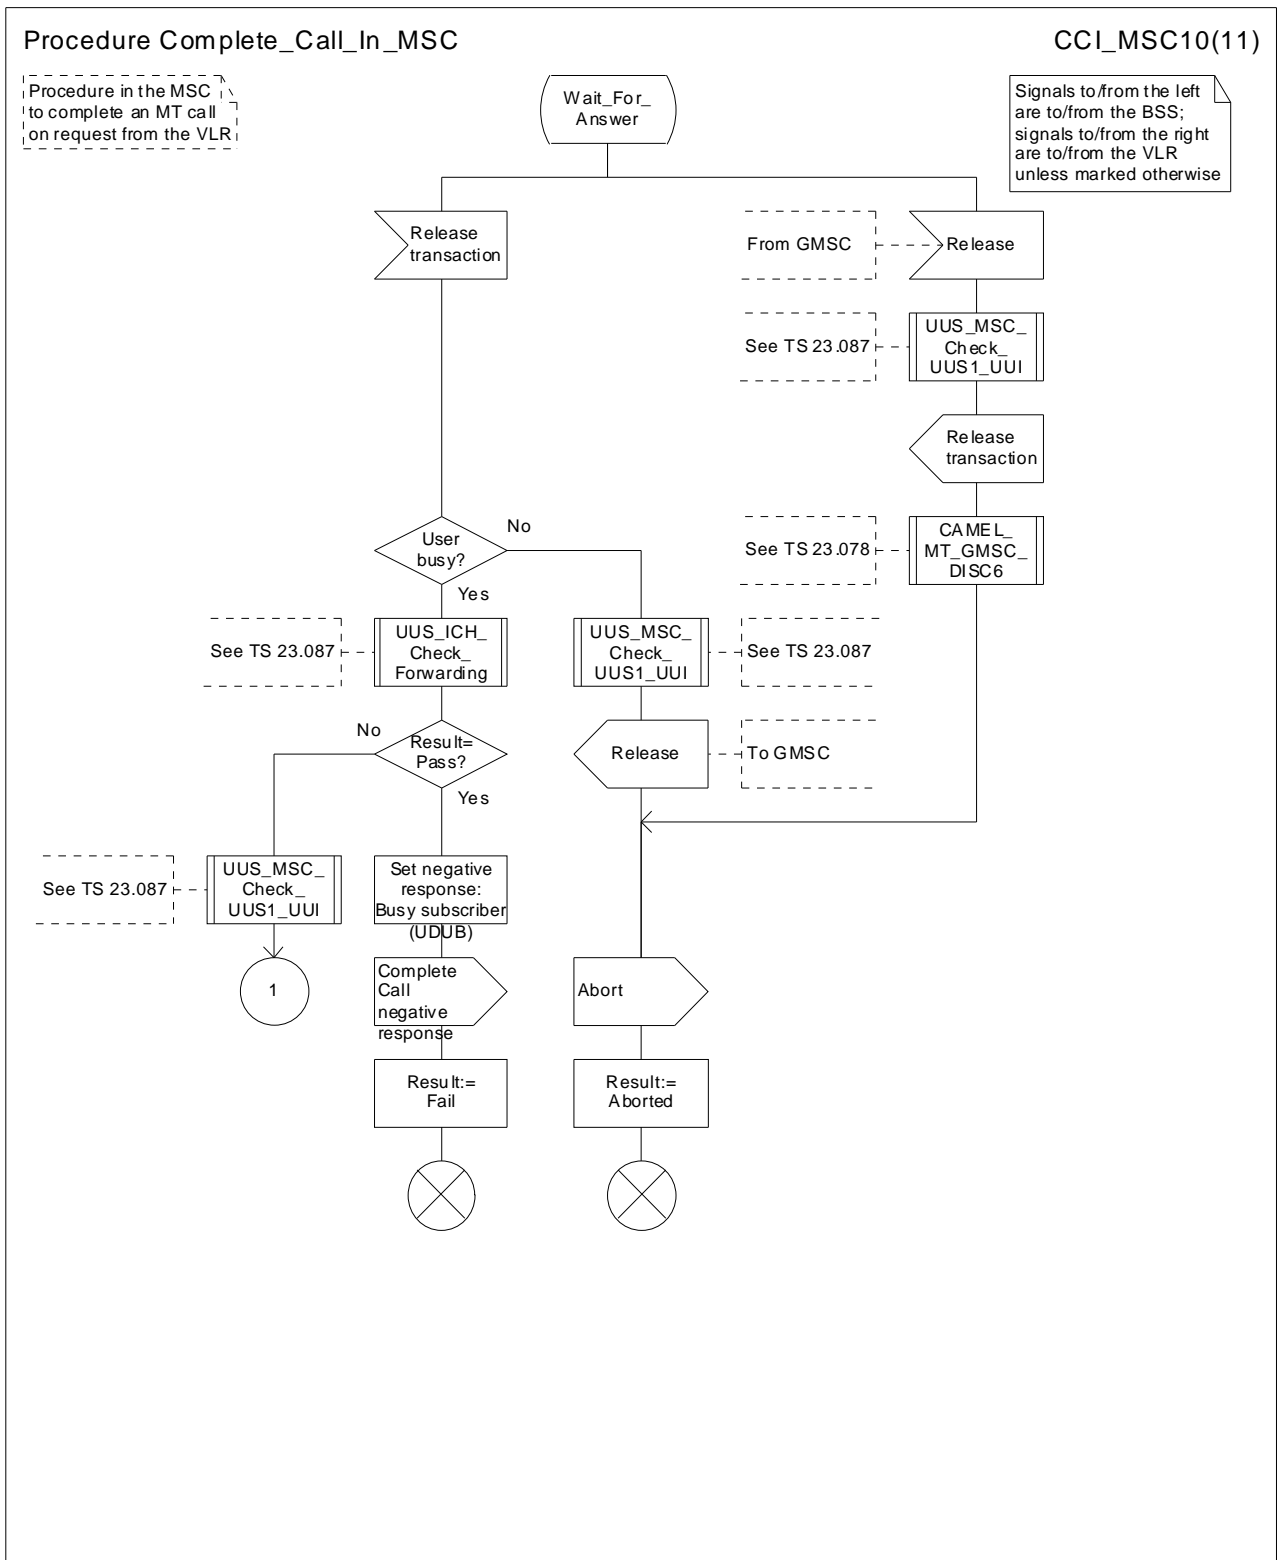 Procedure Complete_Call_In_MSC
CCI_MSC10(11)
Procedure in the MSC
to complete an MT call
on request from the VLR
Wait_For_
Answer
Signals to/from the left
are to/from the BSS;
signals to/from the right
are to/from the VLR
unless marked otherwise
Release
transaction
From GMSC
Release
See TS 23.087
UUS_MSC_
Check_
UUS1_UUI
Release
transaction
User
busy?
No
Yes
See TS 23.078
CAMEL_
MT_GMSC_
DISC6
See TS 23.087
UUS_ICH_
Check_
Forwarding
UUS_MSC_
Check_
UUS1_UUI
See TS 23.087
No
Result=
Pass?
Yes
Release
To GMSC
See TS 23.087
UUS_MSC_
Check_
UUS1_UUI
Set negative
response:
Busy subscriber
(UDUB)
1
Complete
Call
negative
response
Abort
Result:=
Fail
Result:=
Aborted